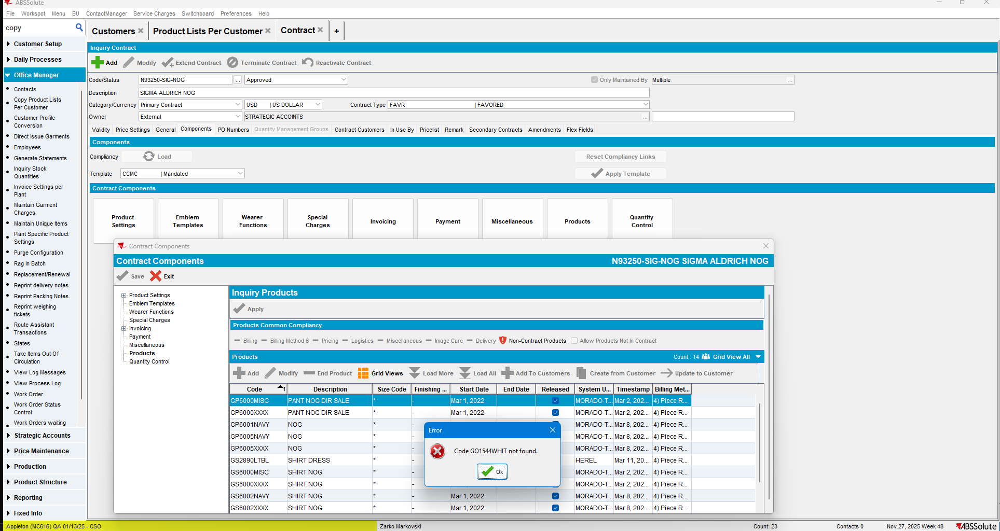 ABSSolute
File Workspot Menu BU ContactManager Service Charges Switchboard Preferences Help
copy
Customers Product Lists Per Customer Contract +
Customer Setup
Daily Processes
Office Manager
Contacts
Copy Product Lists
Per Customer
Customer Profile
Conversion
Direct Issue Garments
Employees
Generate Statements
Inquiry Stock
Quantities
Invoice Settings per
Plant
Maintain Garment
Charges
Maintain Unique Items
Plant Specific Product
Settings
Purge Configuration
Rag In Batch
Replacement/Renewal
Reprint delivery notes
Reprint Packing Notes
Reprint weighing
tickets
Route Assistant
Transactions
States
Take Items Out Of
Circulation
View Log Messages
View Process Log
Work Order
Work Order Status
Control
Work Orders waiting
Strategic Accounts
Price Maintenance
Production
Product Structure
Reporting
Fixed Info
Inquiry Contract
Add Modify Extend Contract Terminate Contract Reactivate Contract
Code/Status N93250-SIG-NOG ... Approved Only Maintained By Multiple ...
Description SIGMA ALDRICH NOG
Category/Currency Primary Contract USD | US DOLLAR Contract Type FAVR | FAVORED
Owner External STRATEGIC ACCOINTS ...
Validity Price Settings General Components PO Numbers Quantity Management Groups Contract Customers In Use By Pricelist Remark Secondary Contracts Amendments Flex Fields
Components
Compliancy Load Reset Compliancy Links
Template CCMC | Mandated Apply Template
Contract Components
Product
Settings
Emblem
Templates
Wearer
Functions
Special
Charges
Invoicing
Payment
Miscellaneous
Products
Quantity
Control
Contract Components
Contract Components N93250-SIG-NOG SIGMA ALDRICH NOG
Save Exit
Product Settings
Emblem Templates
Wearer Functions
Special Charges
Invoicing
Payment
Miscellaneous
Products
Quantity Control
Inquiry Products
Apply
Products Common Compliancy
Billing Billing Method 6 Pricing Logistics Miscellaneous Image Care Delivery Non-Contract Products Allow Products Not In Contract
Products Count : 14 Grid View All
Add Modify End Product Grid Views Load More Load All Add To Customers Create from Customer Update to Customer
Code 1 Description Size Code Finishing ... Start Date End Date Released System U... Timestamp Billing Met...
GP6000MISC PANT NOG DIR SALE * - Mar 1, 2022 MORADO-T... Mar 2, 202... 4) Piece R...
GP6000XXXX PANT NOG DIR SALE * - Mar 1, 2022 MORADO-T... Mar 2, 202... 4) Piece R...
GP6001NAVY NOG * - MORADO-T... Mar 8, 202... 4) Piece R...
GP6005NAVY NOG * - MORADO-T... Mar 8, 202... 4) Piece R...
GP6005XXXX NOG * - MORADO-T... Mar 8, 202... 4) Piece R...
GS2890LTBL SHIRT DRESS * - HEREL Mar 11, 20... 4) Piece R...
GS6000MISC SHIRT NOG * - MORADO-T... Mar 2, 202... 4) Piece R...
GS6000XXXX SHIRT NOG * - MORADO-T... Mar 2, 202... 4) Piece R...
GS6002NAVY SHIRT NOG * - Mar 1, 2022 MORADO-T... Mar 8, 202... 4) Piece R...
GS6002XXXX SHIRT NOG * - Mar 1, 2022 MORADO-T... Mar 8, 202... 4) Piece R...
Error
Code GO1544WHIT not found.
Ok
Appleton (MC616) QA 01/13/25 - CSO Zarko Markovski Count: 23 Contacts 0 Nov 27, 2025 Week 48 ABSSolute